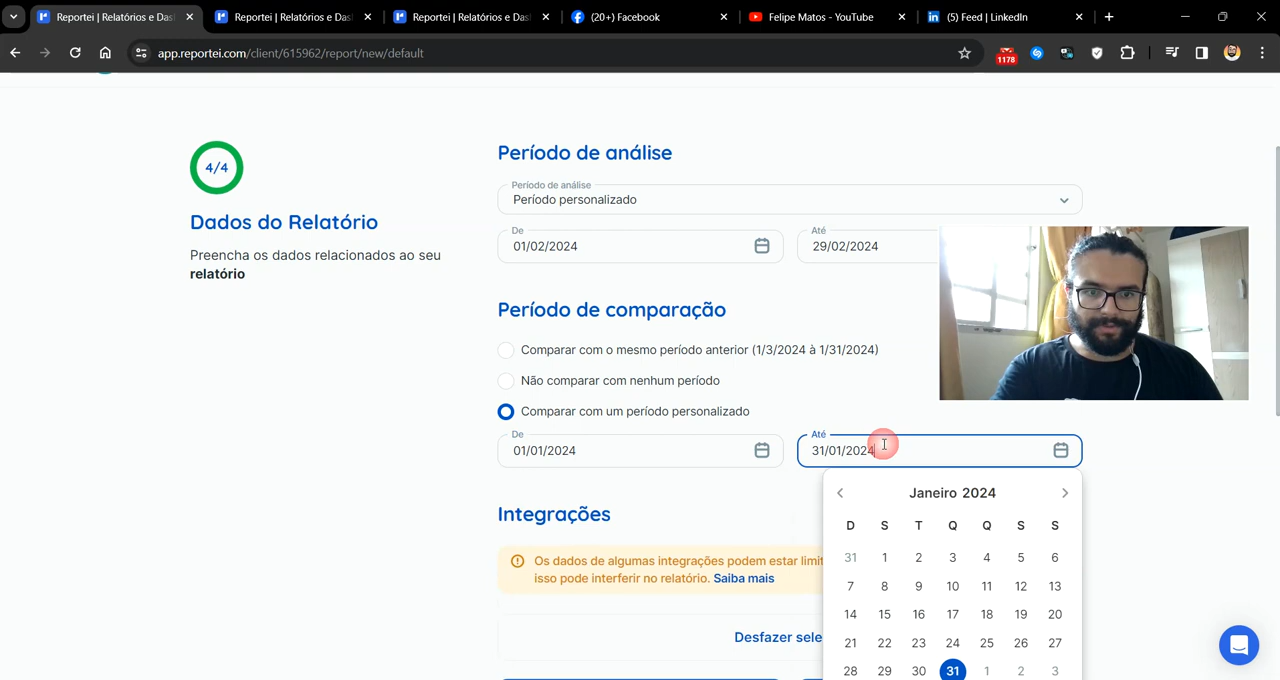 Reportei | Relatórios e Das
Reportei | Relatórios e Das
Reportei | Relatórios e Das
(20+) Facebook
Felipe Matos - YouTube
(5) Feed | LinkedIn
app.reportei.com/client/615962/report/new/default
1178
4/4
Dados do Relatório
Preencha os dados relacionados ao seu
relatório
Período de análise
Período de análise
Período personalizado
De
01/02/2024
Até
29/02/2024
Período de comparação
Comparar com o mesmo período anterior (1/3/2024 à 1/31/2024)
Não comparar com nenhum período
Comparar com um período personalizado
De
01/01/2024
Até
31/01/2024
Janeiro 2024
D S T Q Q S S
31 1 2 3 4 5 6
7 8 9 10 11 12 13
14 15 16 17 18 19 20
21 22 23 24 25 26 27
28 29 30 31 1 2 3
Integrações
Os dados de algumas integrações podem estar limit
isso pode interferir no relatório. Saiba mais
Desfazer sele